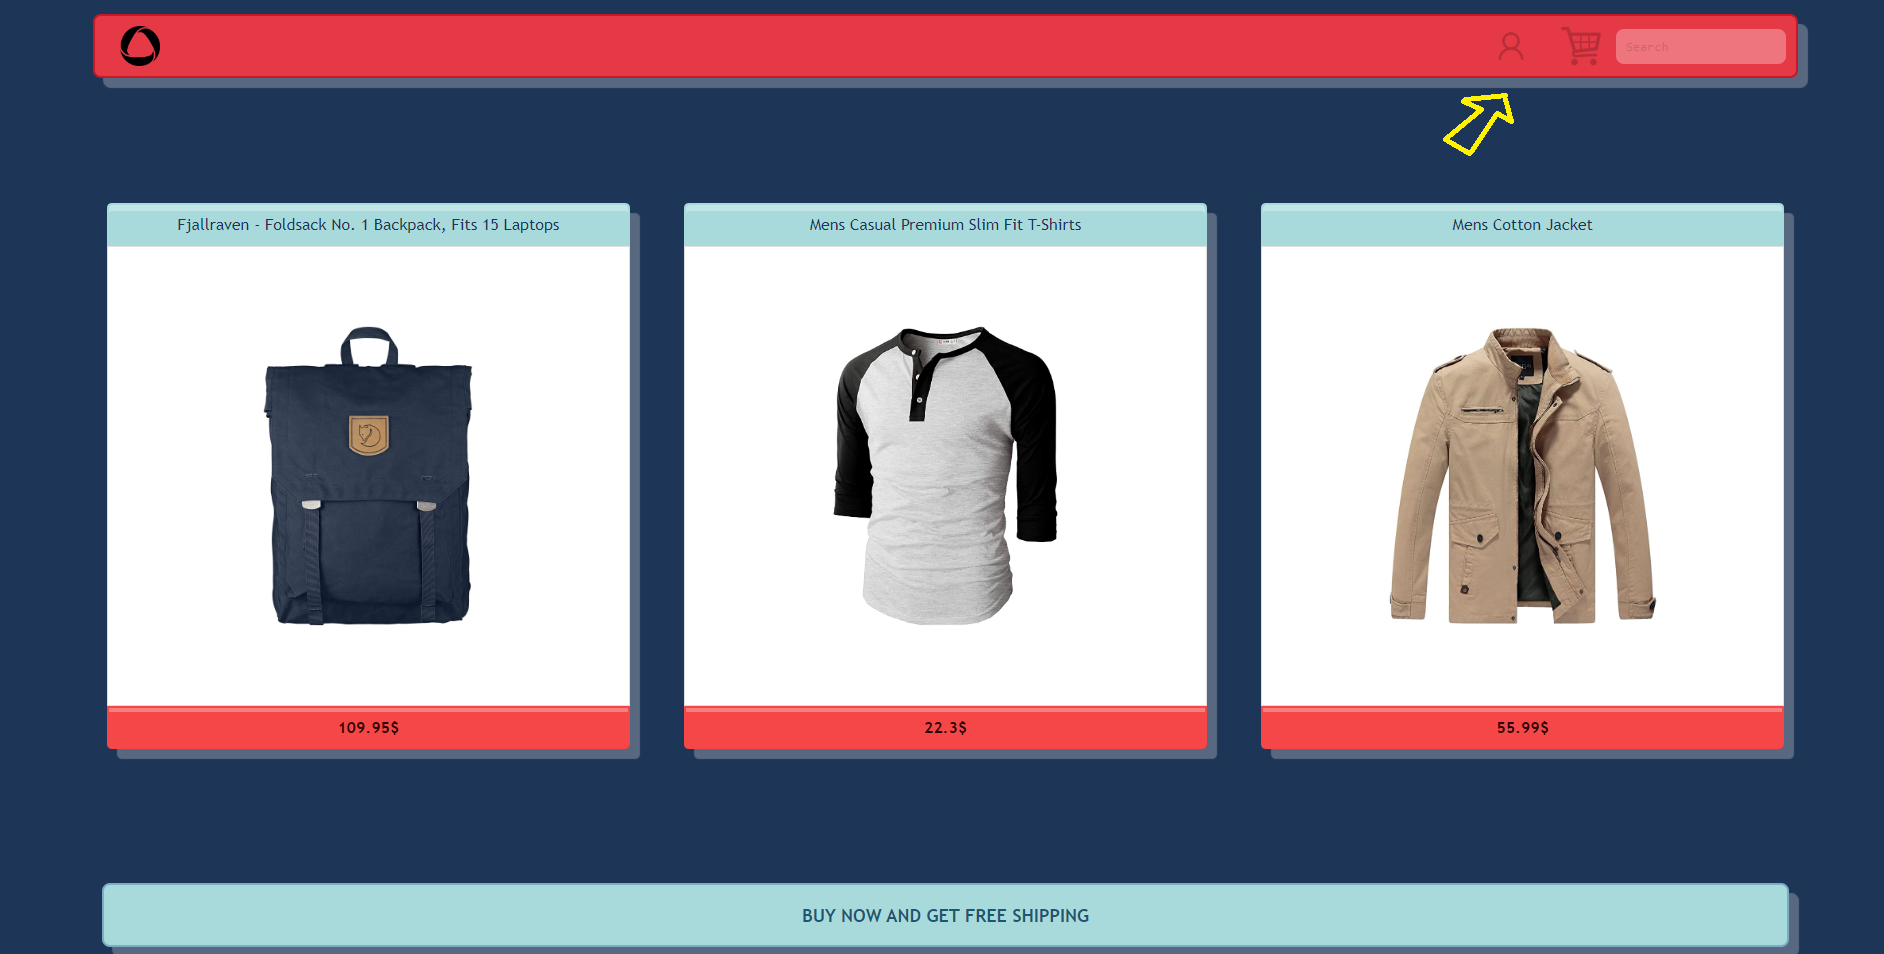 Search
Fjallraven - Foldsack No. 1 Backpack, Fits 15 Laptops
Mens Casual Premium Slim Fit T-Shirts
Mens Cotton Jacket
109.95$
22.3$
55.99$
BUY NOW AND GET FREE SHIPPING